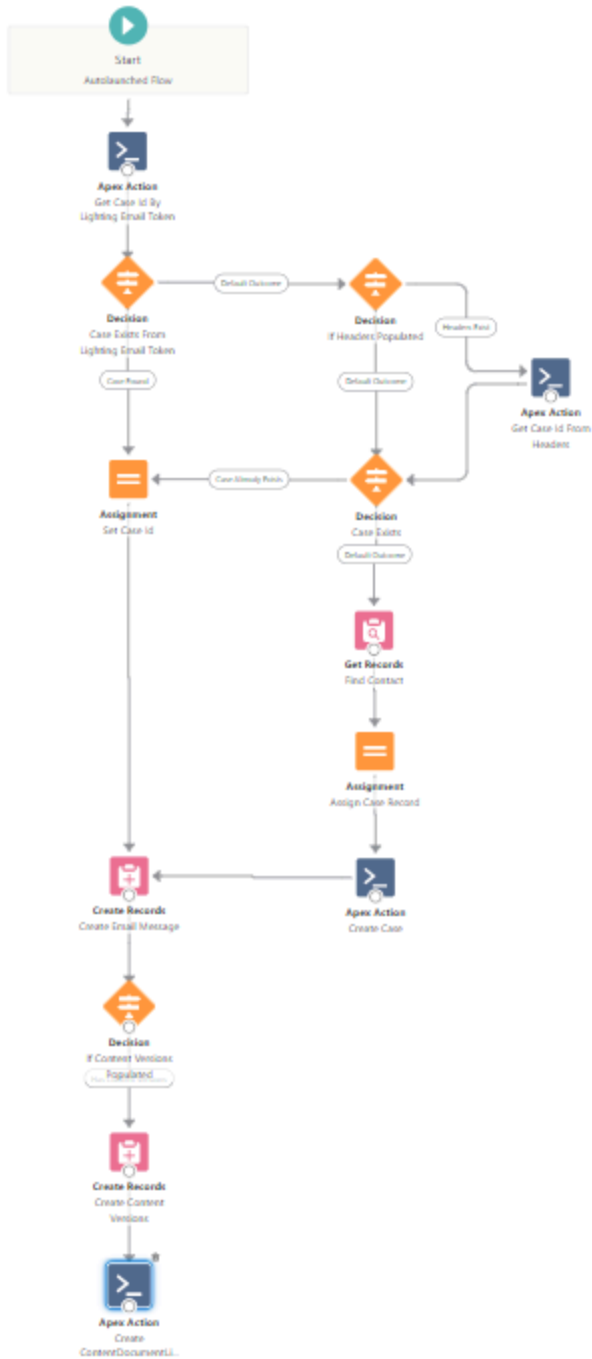 Start
Autolaunched Flow
Apex Action
Get Case Id By
Lighting Email Token
Decision
Case Exists From
Lighting Email Token
Default Outcome
Decision
If Headers Populated
Headers Exist
Default Outcome
Apex Action
Get Case Id From
Headers
Case Found
Assignment
Set Case Id
Case Already Exists
Decision
Case Exists
Default Outcome
Get Records
Find Contact
Assignment
Assign Case Record
Apex Action
Create Case
Create Records
Create Email Message
Decision
If Content Versions
Populated
Create Records
Create Content
Versions
Apex Action
Create
ContentDocumentLi...